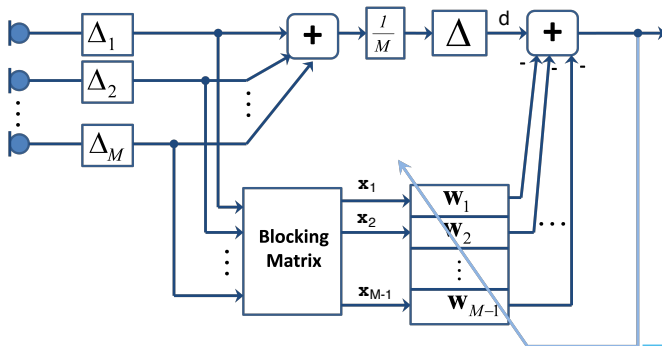 Δ₁
+
1/M
Δ
d
+
Δ₂
- - -
Δ_M
x₁
w₁
x₂
w₂
Blocking
Matrix
x_M-1
w_M−1